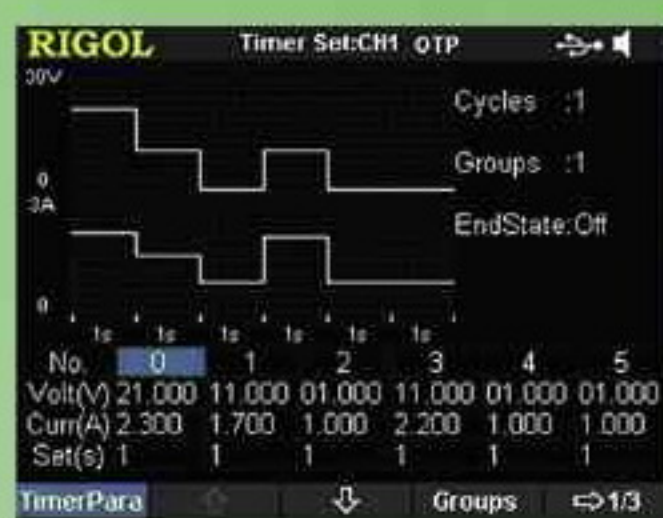 RIGOL Timer Set:CH1 OTP
30V
Cycles :1
Groups :1
0
3A
EndState:Off
0
1s 1s 1s 1s 1s 1s
No. 0 1 2 3 4 5
Volt(V) 21.000 11.000 01.000 11.000 01.000 01.000
Curr(A) 2.300 1.700 1.000 2.200 1.000 1.000
Set(s) 1 1 1 1 1 1
TimerPara Groups 1/3